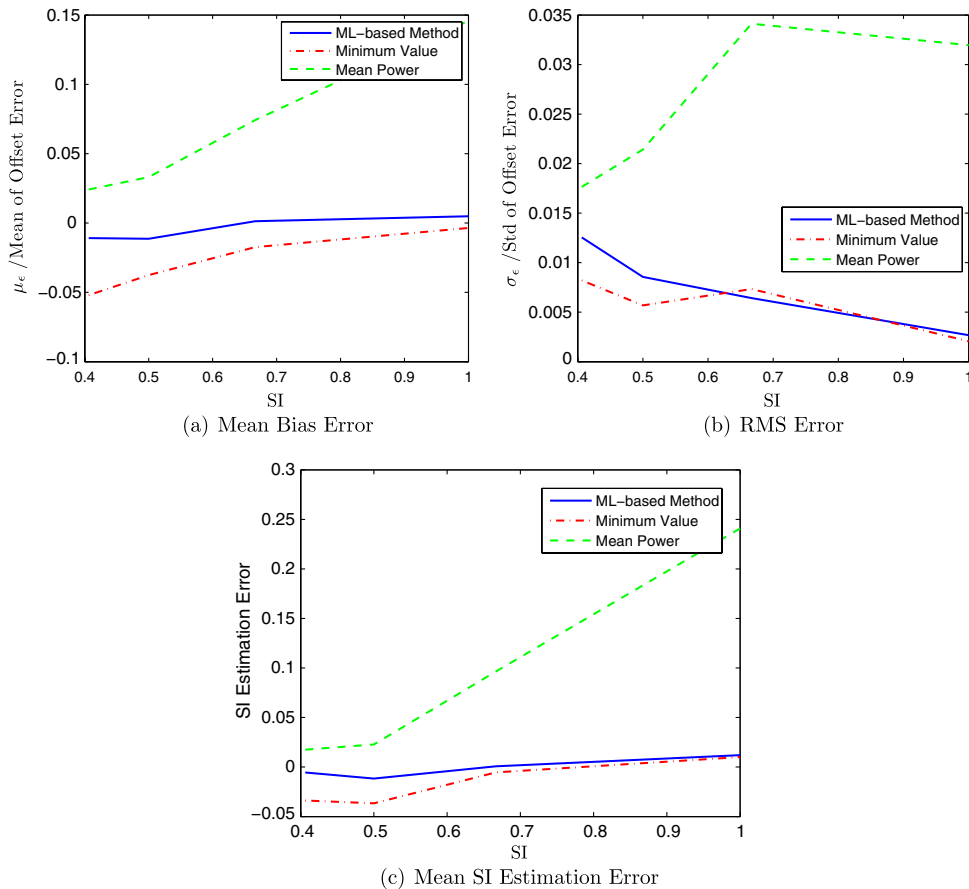 0.15
0.1
0.05
0
−0.05
−0.1
μϵ /Mean of Offset Error
ML-based Method
Minimum Value
Mean Power
0.4 0.5 0.6 0.7 0.8 0.9 1
SI
(a) Mean Bias Error
0.035
0.03
0.025
0.02
0.015
0.01
0.005
0
σϵ /Std of Offset Error
ML-based Method
Minimum Value
Mean Power
0.4 0.5 0.6 0.7 0.8 0.9 1
SI
(b) RMS Error
0.3
0.25
0.2
0.15
0.1
0.05
0
−0.05
SI Estimation Error
ML-based Method
Minimum Value
Mean Power
0.4 0.5 0.6 0.7 0.8 0.9 1
SI
(c) Mean SI Estimation Error